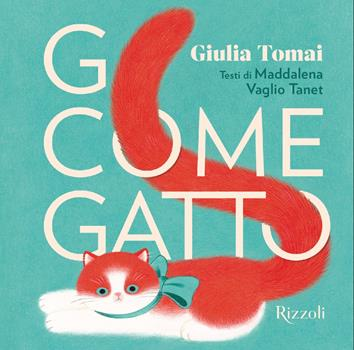 G
Giulia Tomai
Testi di Maddalena
Vaglio Tanet
COME
GATTO
Rizzoli